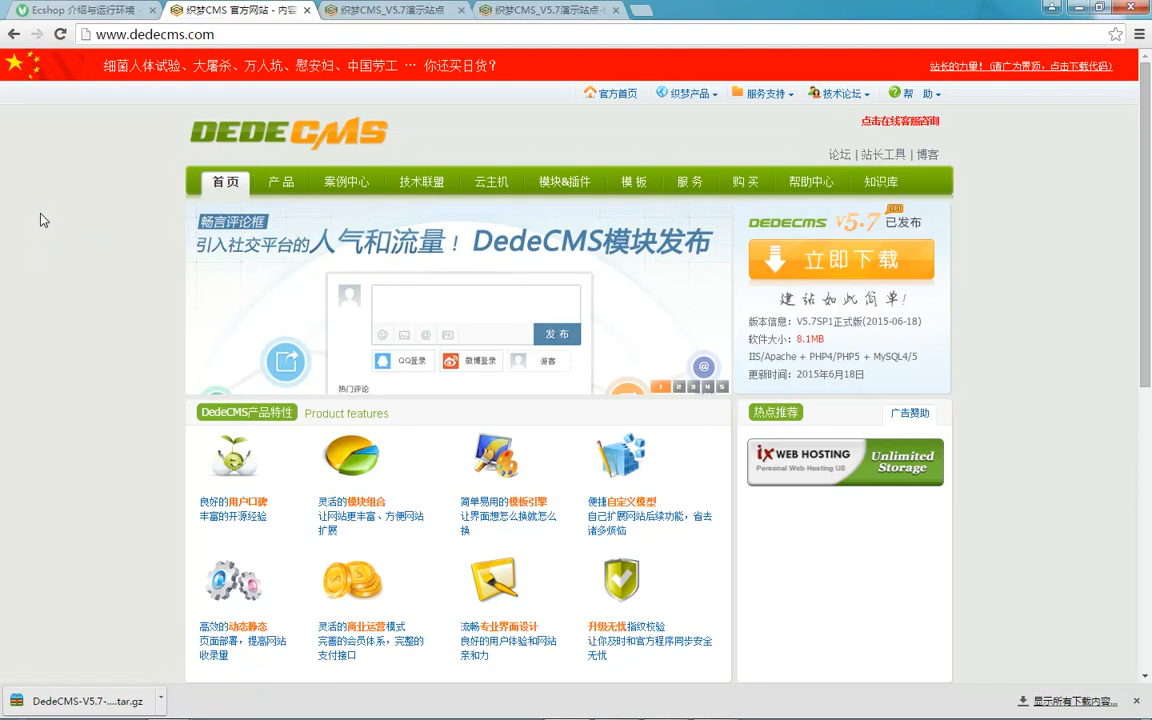 Ecshop 介绍与运行环境
织梦CMS 官方网站 - 内容
织梦CMS_V5.7演示站点
织梦CMS_V5.7演示站点-
www.dedecms.com
细菌人体试验、大屠杀、万人坑、慰安妇、中国劳工 … 你还买日货?
站长的力量！(请广为置顶，点击下载代码)
官方首页 织梦产品 服务支持 技术论坛 帮 助
DEDECMS
点击在线客服咨询
论坛 | 站长工具 | 博客
首页 产品 案例中心 技术联盟 云主机 模块&插件 模板 服务 购买 帮助中心 知识库
畅言评论框
引入社交平台的人气和流量！ DedeCMS模块发布
发布
QQ登录 微博登录 游客
热门评论
1 2 3 4 5
DEDECMS v5.7 已发布
立即下载
建站如此简单!
版本信息: V5.7SP1正式版(2015-06-18)
软件大小: 8.1MB
IIS/Apache + PHP4/PHP5 + MySQL4/5
更新时间: 2015年6月18日
DedeCMS产品特性 Product features
良好的用户口碑
丰富的开源经验
灵活的模块组合
让网站更丰富、方便网站
扩展
简单易用的模板引擎
让界面想怎么换就怎么
换
便捷自定义模型
自己扩展网站后续功能，省去
诸多烦恼
高效的动态静态
页面部署，提高网站
收录量
灵活的商业运营模式
完善的会员体系，完整的
支付接口
流畅专业界面设计
良好的用户体验和网站
亲和力
升级无忧指纹校验
让你及时和官方程序同步安全
无忧
热点推荐 广告赞助
iX WEB HOSTING
Personal Web Hosting US
Unlimited
Storage
DedeCMS-V5.7-....tar.gz
显示所有下载内容...